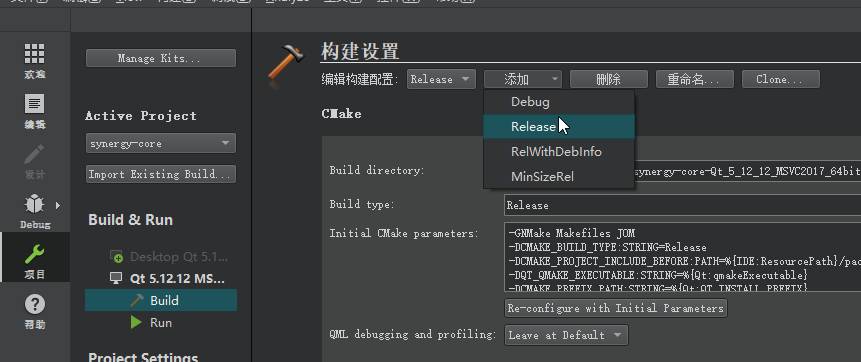 欢迎
编辑
设计
Debug
项目
帮助
Manage Kits...
Active Project
synergy-core
Import Existing Build...
Build & Run
Desktop Qt 5.1...
Qt 5.12.12 MS...
Build
Run
Project Settings
构建设置
编辑构建配置:
Release
添加
删除
重命名...
Clone...
Debug
Release
RelWithDebInfo
MinSizeRel
CMake
Build directory:
synergy-core-Qt_5_12_12_MSVC2017_64bit
Build type:
Release
Initial CMake parameters:
-GNMake Makefiles JOM
-DCMAKE_BUILD_TYPE:STRING=Release
-DCMAKE_PROJECT_INCLUDE_BEFORE:PATH=%{IDE:ResourcePath}/pac
-DQT_QMAKE_EXECUTABLE:STRING=%{Qt:qmakeExecutable}
-DCMAKE_PREFIX_PATH:STRING=%{Qt:QT_INSTALL_PREFIX}
Re-configure with Initial Parameters
QML debugging and profiling:
Leave at Default